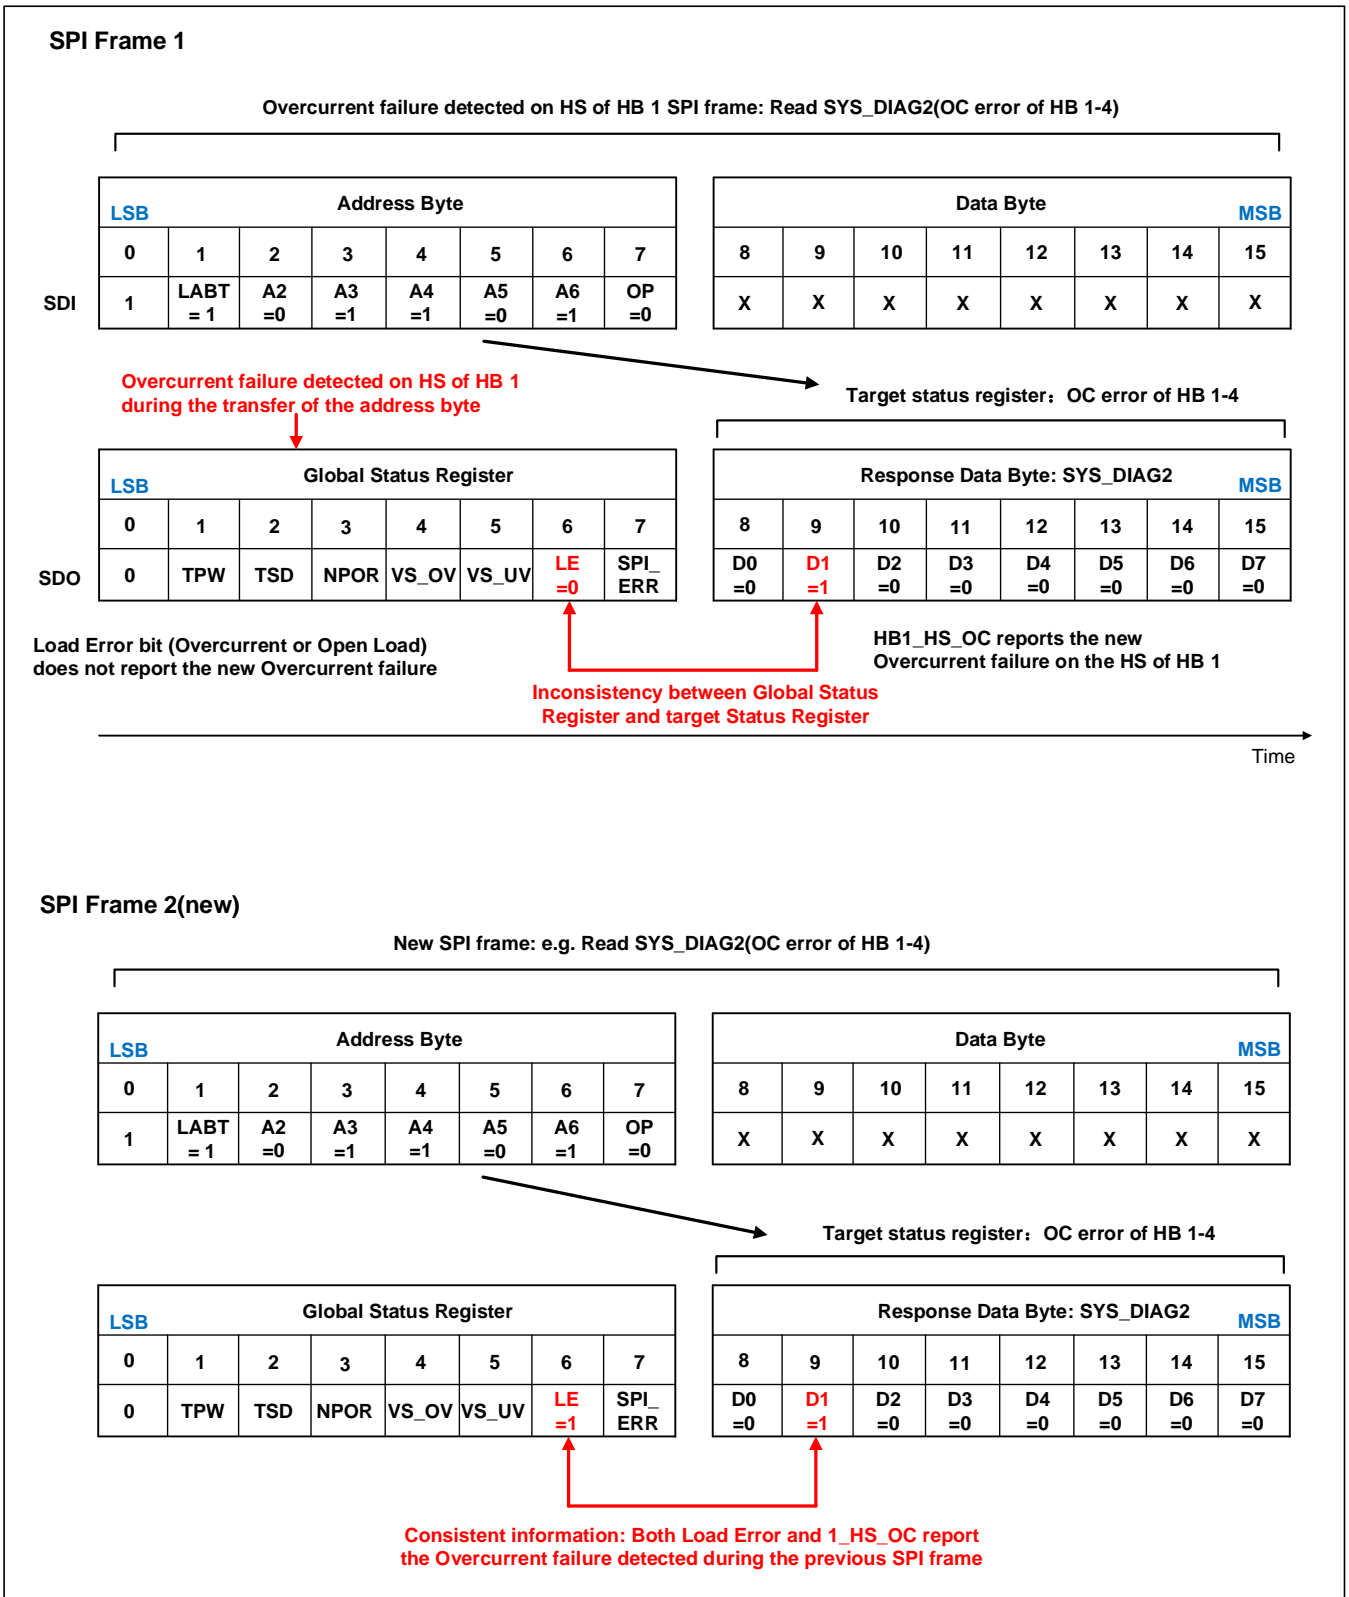 SPI Frame 1
Overcurrent failure detected on HS of HB 1 SPI frame: Read SYS_DIAG2(OC error of HB 1-4)
LSB Address Byte Data Byte MSB
0 1 2 3 4 5 6 7 8 9 10 11 12 13 14 15
SDI 1 LABT = 1 A2 =0 A3 =1 A4 =1 A5 =0 A6 =1 OP =0 X X X X X X X X
Overcurrent failure detected on HS of HB 1
during the transfer of the address byte
Target status register：OC error of HB 1-4
LSB Global Status Register Response Data Byte: SYS_DIAG2 MSB
0 1 2 3 4 5 6 7 8 9 10 11 12 13 14 15
SDO 0 TPW TSD NPOR VS_OV VS_UV LE =0 SPI_ ERR D0 =0 D1 =1 D2 =0 D3 =0 D4 =0 D5 =0 D6 =0 D7 =0
Load Error bit (Overcurrent or Open Load)
does not report the new Overcurrent failure
HB1_HS_OC reports the new
Overcurrent failure on the HS of HB 1
Inconsistency between Global Status
Register and target Status Register
Time
SPI Frame 2(new)
New SPI frame: e.g. Read SYS_DIAG2(OC error of HB 1-4)
LSB Address Byte Data Byte MSB
0 1 2 3 4 5 6 7 8 9 10 11 12 13 14 15
1 LABT = 1 A2 =0 A3 =1 A4 =1 A5 =0 A6 =1 OP =0 X X X X X X X X
Target status register：OC error of HB 1-4
LSB Global Status Register Response Data Byte: SYS_DIAG2 MSB
0 1 2 3 4 5 6 7 8 9 10 11 12 13 14 15
0 TPW TSD NPOR VS_OV VS_UV LE =1 SPI_ ERR D0 =0 D1 =1 D2 =0 D3 =0 D4 =0 D5 =0 D6 =0 D7 =0
Consistent information: Both Load Error and 1_HS_OC report
the Overcurrent failure detected during the previous SPI frame